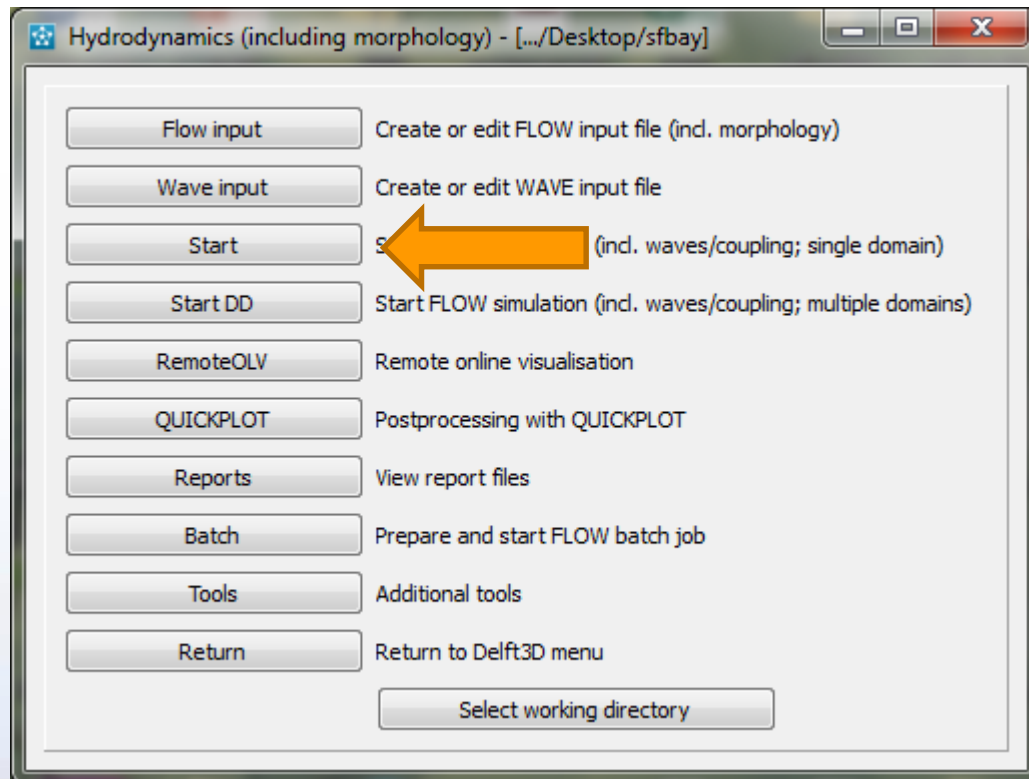 Hydrodynamics (including morphology) - [.../Desktop/sfbay]
Flow input Create or edit FLOW input file (incl. morphology)
Wave input Create or edit WAVE input file
Start (incl. waves/coupling; single domain)
Start DD Start FLOW simulation (incl. waves/coupling; multiple domains)
RemoteOLV Remote online visualisation
QUICKPLOT Postprocessing with QUICKPLOT
Reports View report files
Batch Prepare and start FLOW batch job
Tools Additional tools
Return Return to Delft3D menu
Select working directory